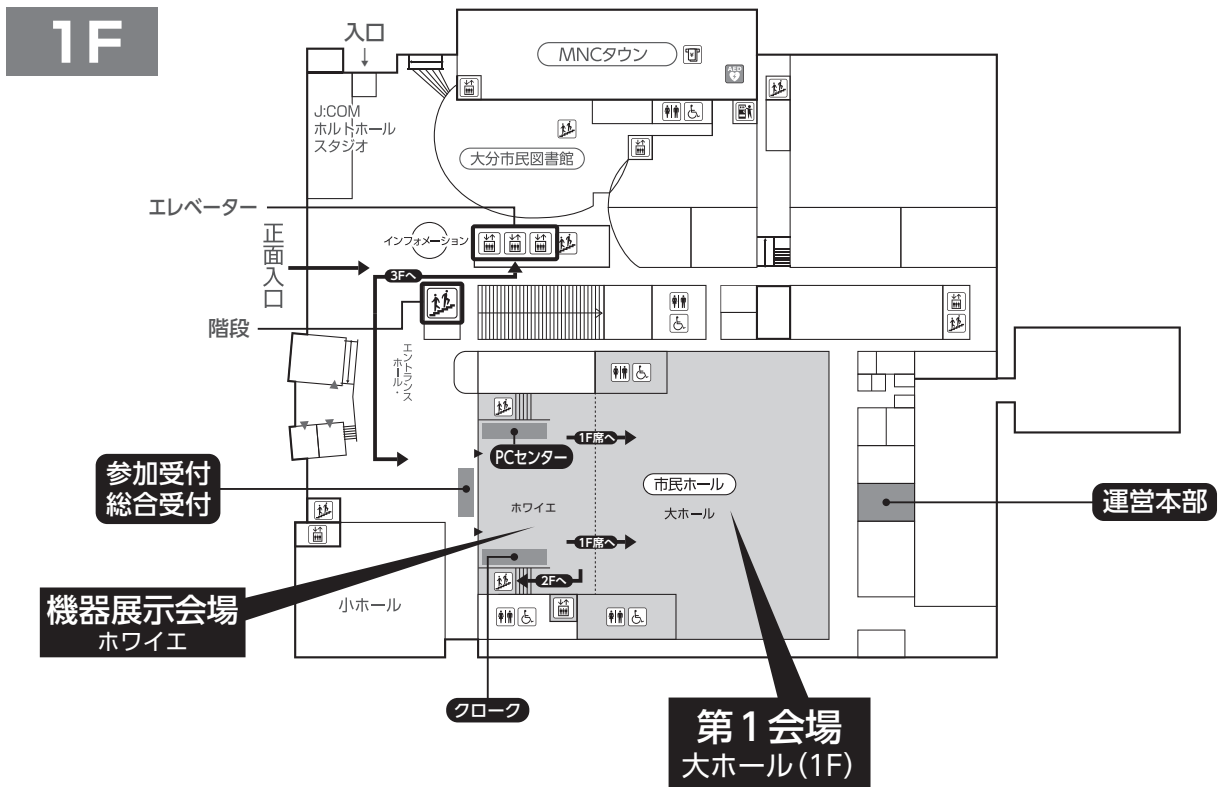 1F
入口
↓
MNCタウン
AED
J:COM
ホルトホール
スタジオ
大分市民図書館
エレベーター
インフォメーション
正面入口
3Fへ
階段
エントランス
ホール・
PCセンター
1F席へ
参加受付
総合受付
市民ホール
大ホール
ホワイエ
運営本部
1F席へ
2Fへ
機器展示会場
ホワイエ
小ホール
クローク
第1会場
大ホール(1F)